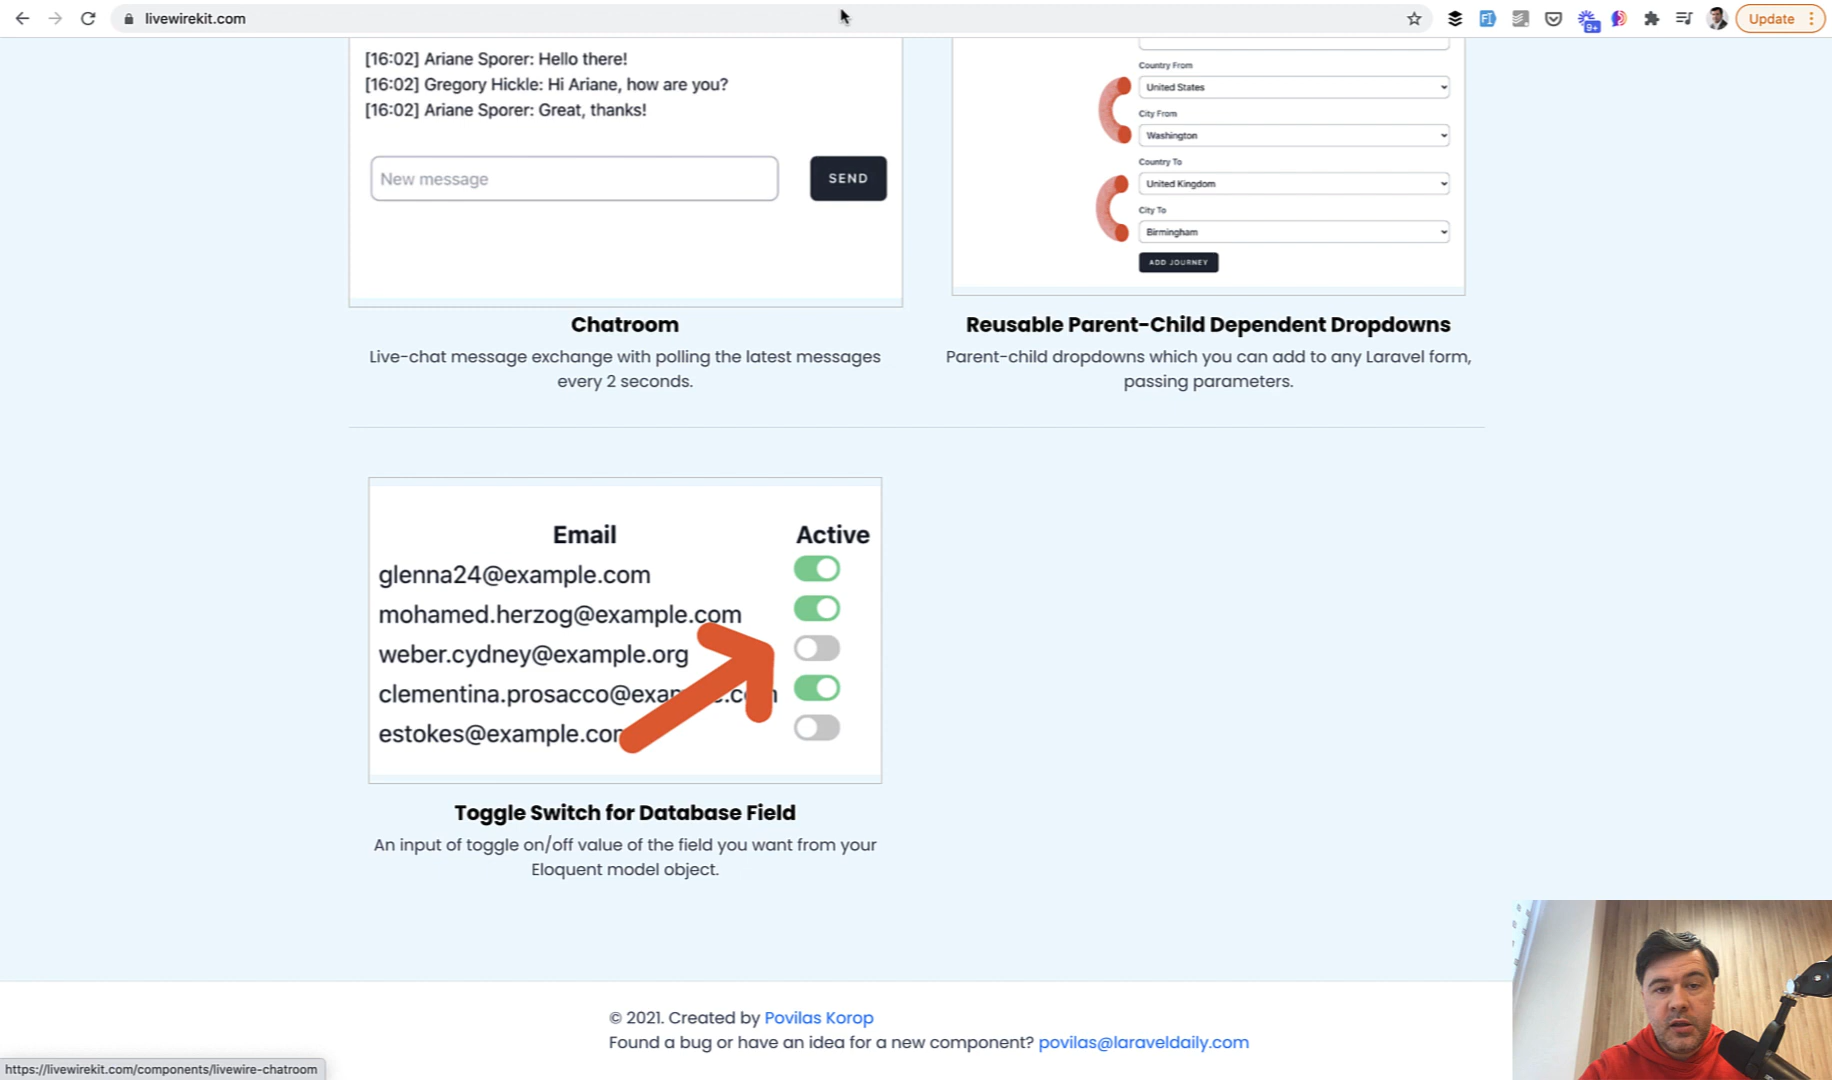 livewirekit.com
9+
Update
[16:02] Ariane Sporer: Hello there!
[16:02] Gregory Hickle: Hi Ariane, how are you?
[16:02] Ariane Sporer: Great, thanks!
New message
SEND
Country From
United States
City From
Washington
Country To
United Kingdom
City To
Birmingham
ADD JOURNEY
Chatroom
Live-chat message exchange with polling the latest messages
every 2 seconds.
Reusable Parent-Child Dependent Dropdowns
Parent-child dropdowns which you can add to any Laravel form,
passing parameters.
Email Active
glenna24@example.com
mohamed.herzog@example.com
weber.cydney@example.org
clementina.prosacco@exa
estokes@example.co
Toggle Switch for Database Field
An input of toggle on/off value of the field you want from your
Eloquent model object.
© 2021. Created by Povilas Korop
Found a bug or have an idea for a new component? povilas@laraveldaily.com
https://livewirekit.com/components/livewire-chatroom